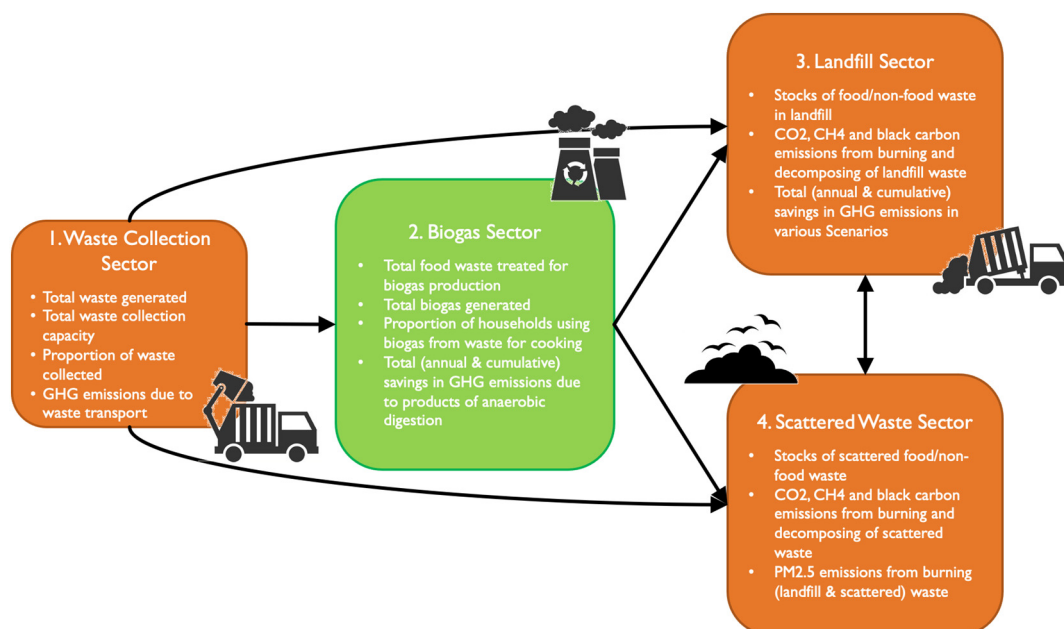 1. Waste Collection
Sector
• Total waste generated
• Total waste collection
capacity
• Proportion of waste
collected
• GHG emissions due to
waste transport
2. Biogas Sector
• Total food waste treated for
biogas production
• Total biogas generated
• Proportion of households using
biogas from waste for cooking
• Total (annual & cumulative)
savings in GHG emissions due
to products of anaerobic
digestion
3. Landfill Sector
• Stocks of food/non-food waste
in landfill
• CO2, CH4 and black carbon
emissions from burning and
decomposing of landfill waste
• Total (annual & cumulative)
savings in GHG emissions in
various Scenarios
4. Scattered Waste Sector
• Stocks of scattered food/non-
food waste
• CO2, CH4 and black carbon
emissions from burning and
decomposing of scattered
waste
• PM2.5 emissions from burning
(landfill & scattered) waste